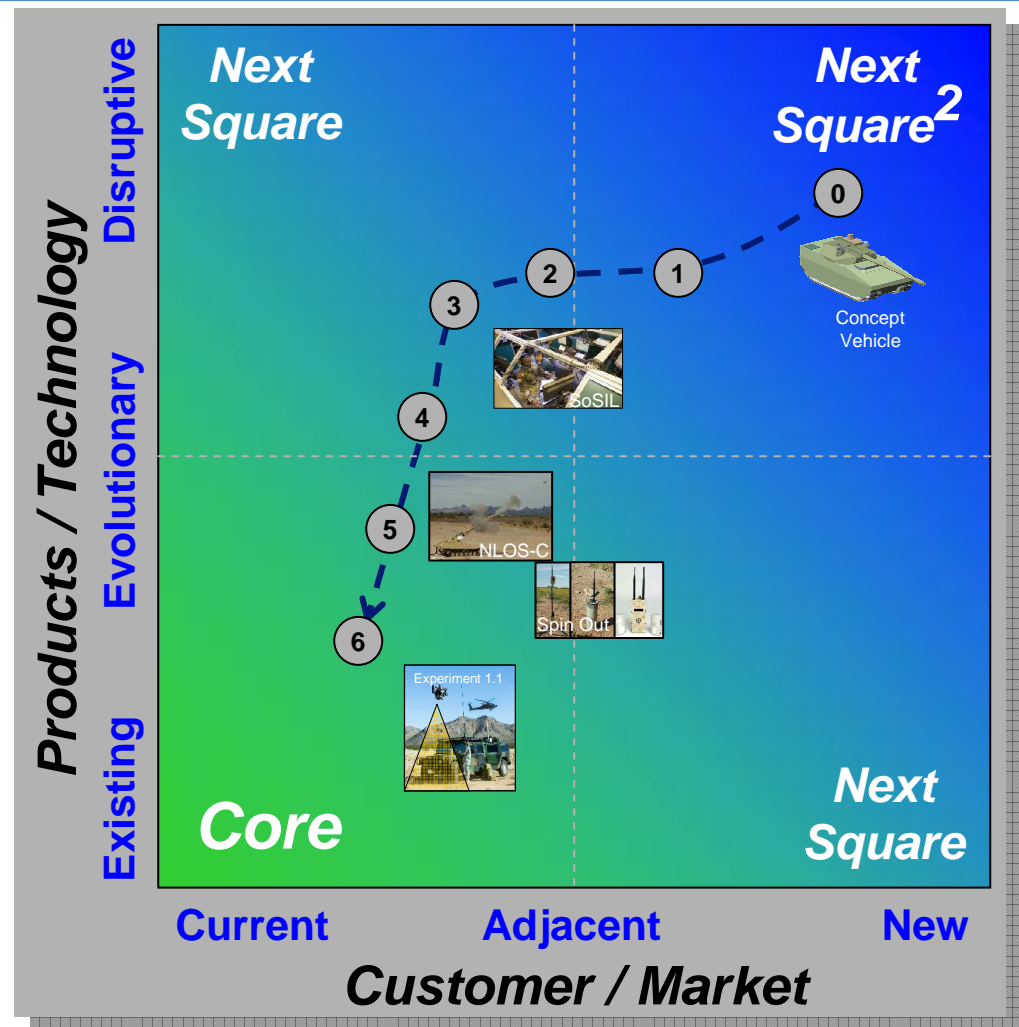 Next
Square
Next
Square2
0
1
2
3
4
5
6
Concept
Vehicle
SoSIL
NLOS-C
Spin Out
Experiment 1.1
Core
Next
Square
Products / Technology
Disruptive
Evolutionary
Existing
Current
Adjacent
New
Customer / Market